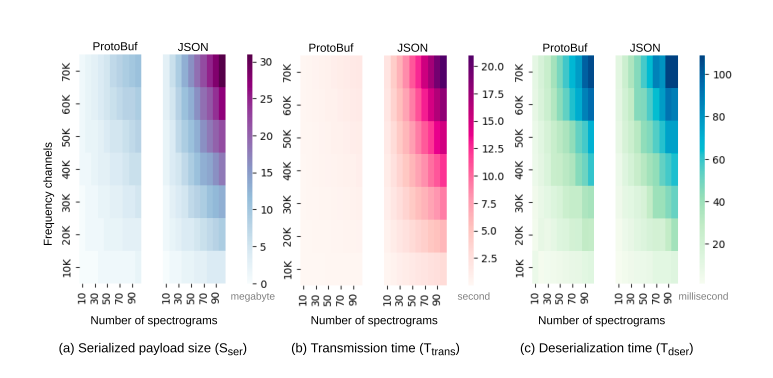 ProtoBuf JSON ProtoBuf JSON ProtoBuf JSON
Frequency channels
70K 60K 50K 40K 30K 20K 10K
10 30 50 70 90 10 30 50 70 90
30 25 20 15 10 5 0
megabyte
Number of spectrograms
(a) Serialized payload size (Sser)
70K 60K 50K 40K 30K 20K 10K
10 30 50 70 90 10 30 50 70 90
20.0 17.5 15.0 12.5 10.0 7.5 5.0 2.5
second
Number of spectrograms
(b) Transmission time (Ttrans)
70K 60K 50K 40K 30K 20K 10K
10 30 50 70 90 10 30 50 70 90
100 80 60 40 20
millisecond
Number of spectrograms
(c) Deserialization time (Tdser)